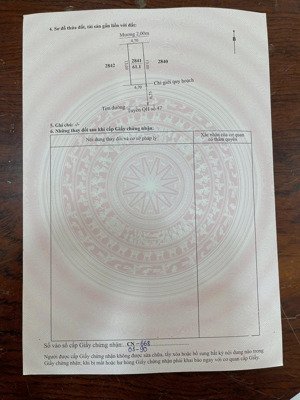 4. Sơ đồ thửa đất, tài sản gắn liền với đất:
B
Mương 2.00m
4.70
2842
2841
61.1
2840
4.70
Chỉ giới quy hoạch
Tim đường
Tuyến QH số 47
5. Ghi chú: -/-
6. Những thay đổi sau khi cấp Giấy chứng nhận:
Nội dung thay đổi và cơ sở pháp lý
Xác nhận của cơ quan
có thẩm quyền
Số vào sổ cấp Giấy chứng nhận: CN
Người được cấp Giấy chứng nhận không được sửa chữa, tẩy xóa hoặc bổ sung bất kỳ nội dung nào trong
Giấy chứng nhận; khi bị mất hoặc hư hỏng Giấy chứng nhận phải khai báo ngay với cơ quan cấp Giấy.